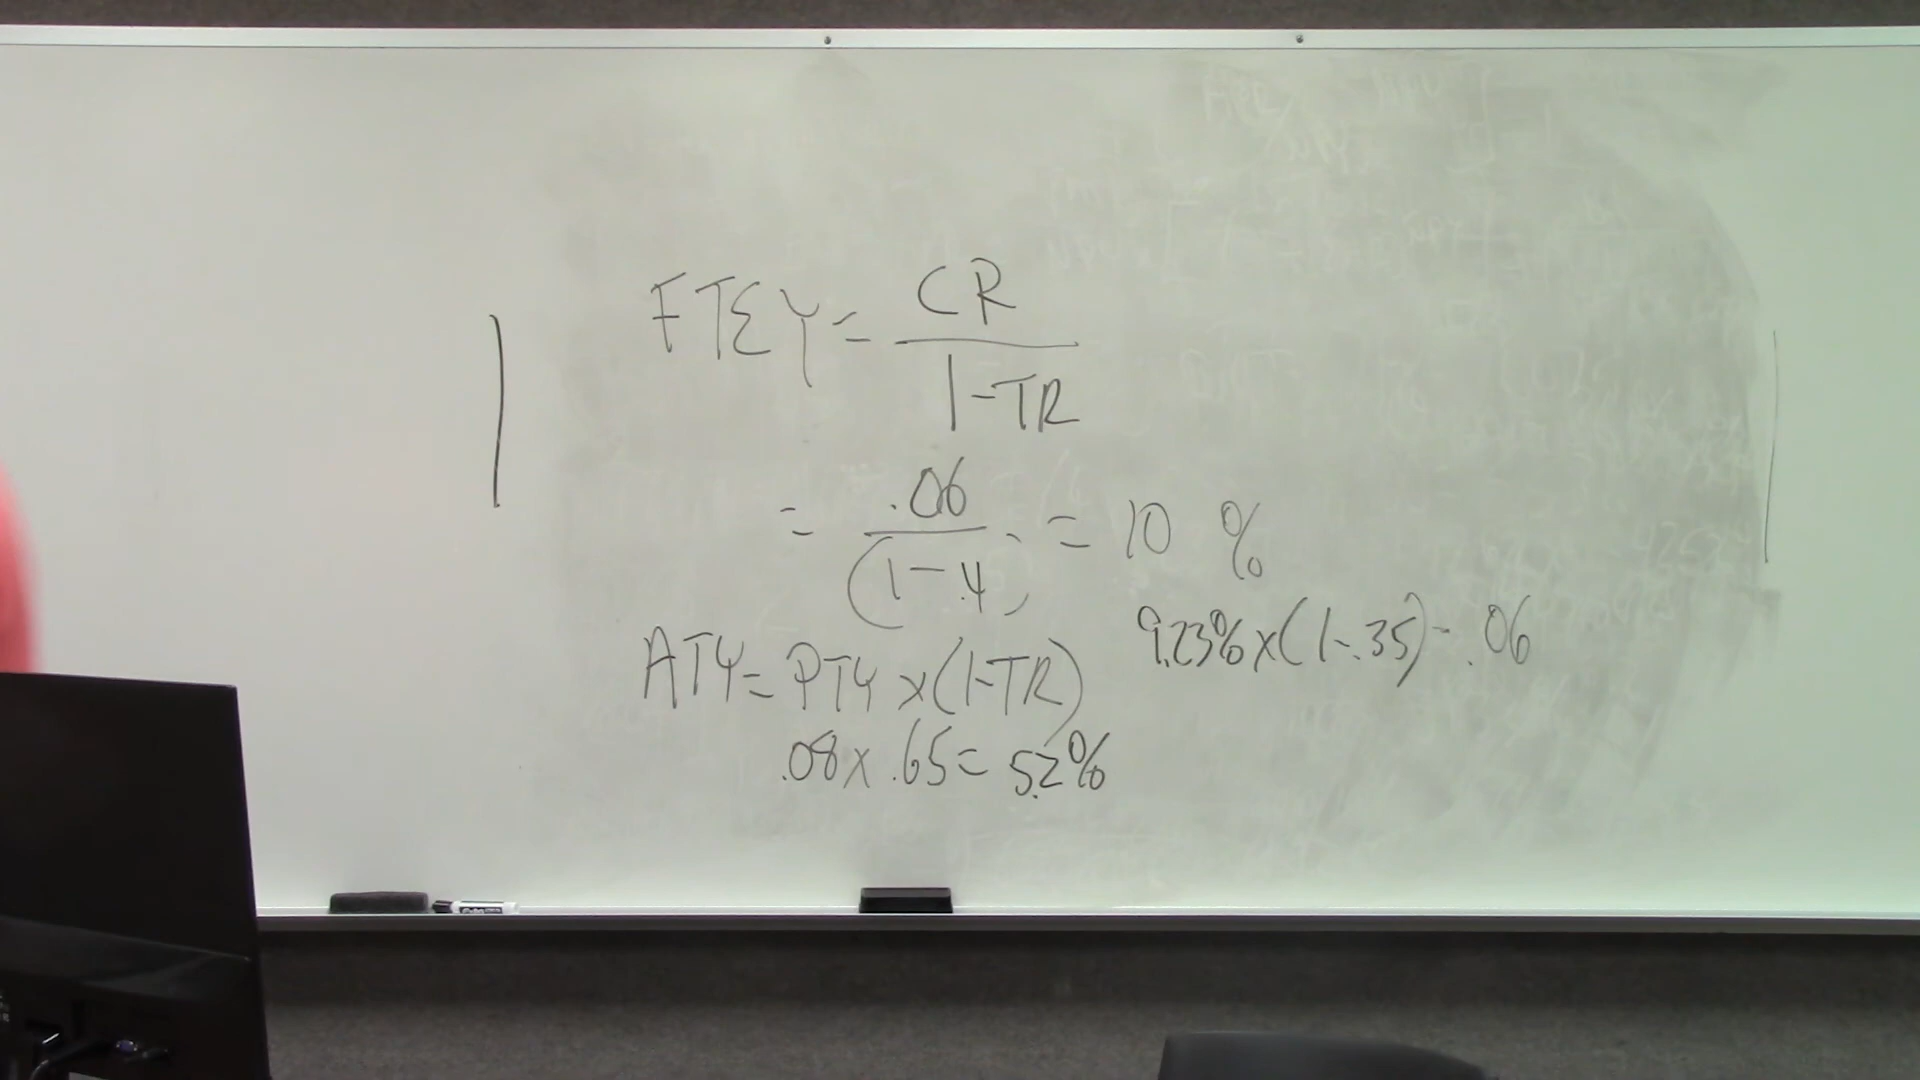 FTEY = CR / 1-TR
= .06 / (1-.4) = 10 %
9.23% x (1-.35) - .06
ATY = PTY x (1-TR)
.08 x .65 = 5.2%